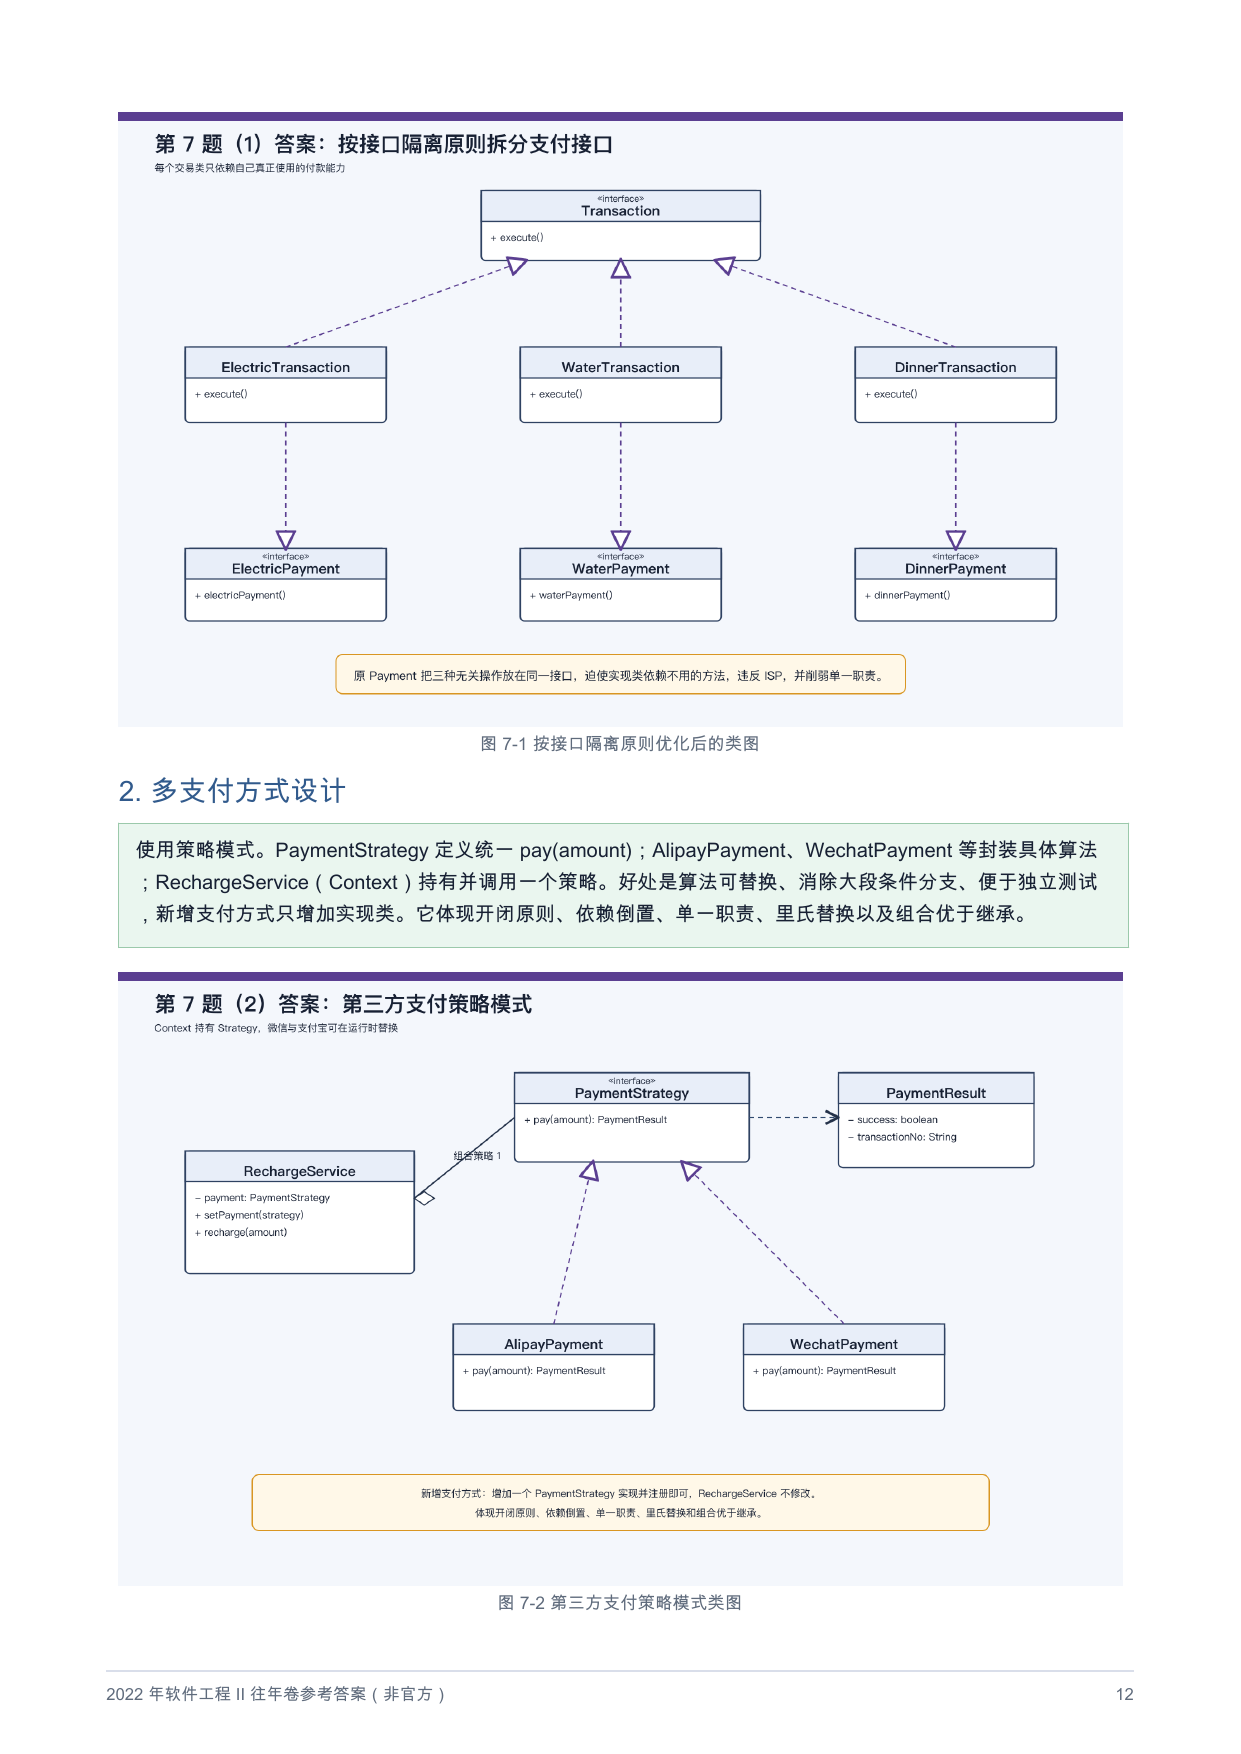 第 7 题（1）答案：按接口隔离原则拆分支付接口
每个交易类只依赖自己真正使用的付款能力
«interface»
Transaction
+ execute()
ElectricTransaction
+ execute()
WaterTransaction
+ execute()
DinnerTransaction
+ execute()
«interface»
ElectricPayment
+ electricPayment()
«interface»
WaterPayment
+ waterPayment()
«interface»
DinnerPayment
+ dinnerPayment()
原 Payment 把三种无关操作放在同一接口，迫使实现类依赖不用的方法，违反 ISP，并削弱单一职责。
图 7-1 按接口隔离原则优化后的类图
2. 多支付方式设计
使用策略模式。PaymentStrategy 定义统一 pay(amount)；AlipayPayment、WechatPayment 等封装具体算法
；RechargeService（Context）持有并调用一个策略。好处是算法可替换、消除大段条件分支、便于独立测试
，新增支付方式只增加实现类。它体现开闭原则、依赖倒置、单一职责、里氏替换以及组合优于继承。
第 7 题（2）答案：第三方支付策略模式
Context 持有 Strategy，微信与支付宝可在运行时替换
«interface»
PaymentStrategy
+ pay(amount): PaymentResult
PaymentResult
– success: boolean
– transactionNo: String
组合策略 1
RechargeService
– payment: PaymentStrategy
+ setPayment(strategy)
+ recharge(amount)
AlipayPayment
+ pay(amount): PaymentResult
WechatPayment
+ pay(amount): PaymentResult
新增支付方式：增加一个 PaymentStrategy 实现并注册即可，RechargeService 不修改。
体现开闭原则、依赖倒置、单一职责、里氏替换和组合优于继承。
图 7-2 第三方支付策略模式类图
2022 年软件工程 II 往年卷参考答案（非官方）
12